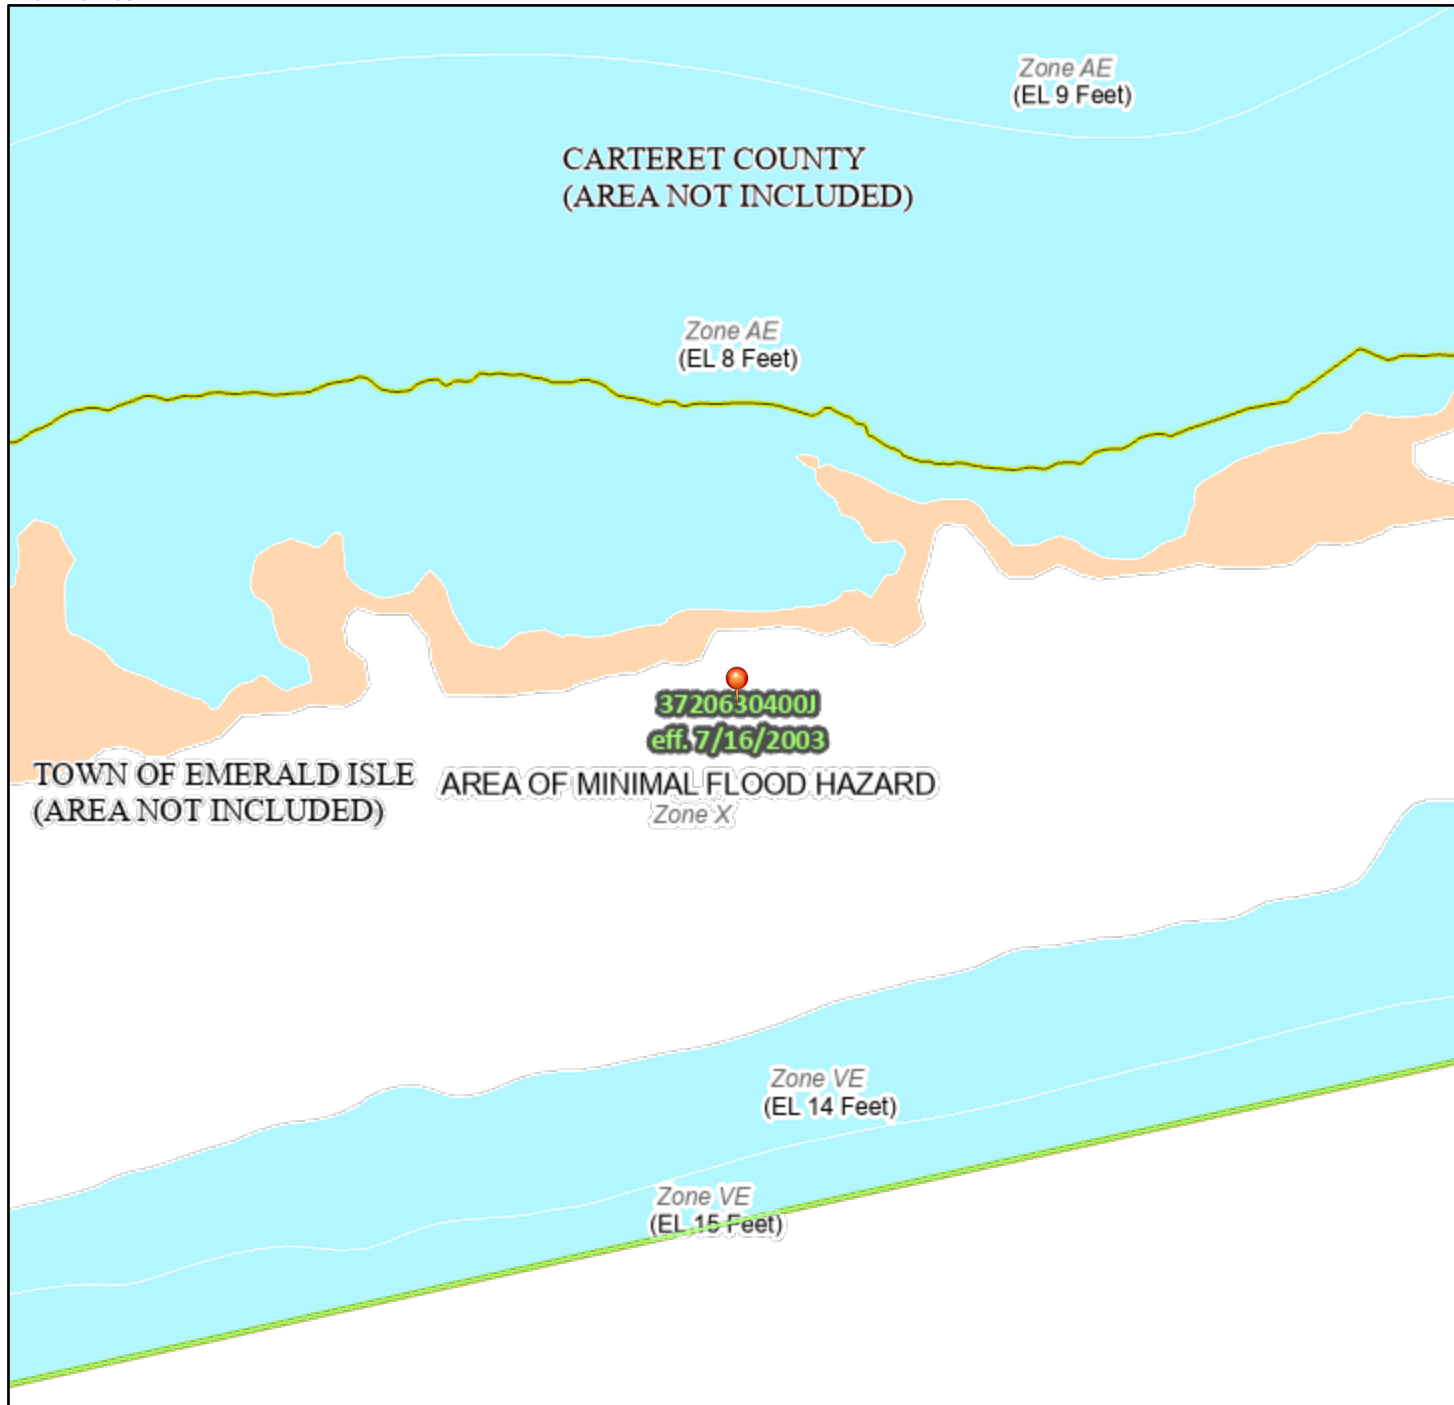 Zone AE
(EL 9 Feet)
CARTERET COUNTY
(AREA NOT INCLUDED)
Zone AE
(EL 8 Feet)
3720630400J
eff. 7/16/2003
TOWN OF EMERALD ISLE
(AREA NOT INCLUDED)
AREA OF MINIMAL FLOOD HAZARD
Zone X
Zone VE
(EL 14 Feet)
Zone VE
(EL 15 Feet)